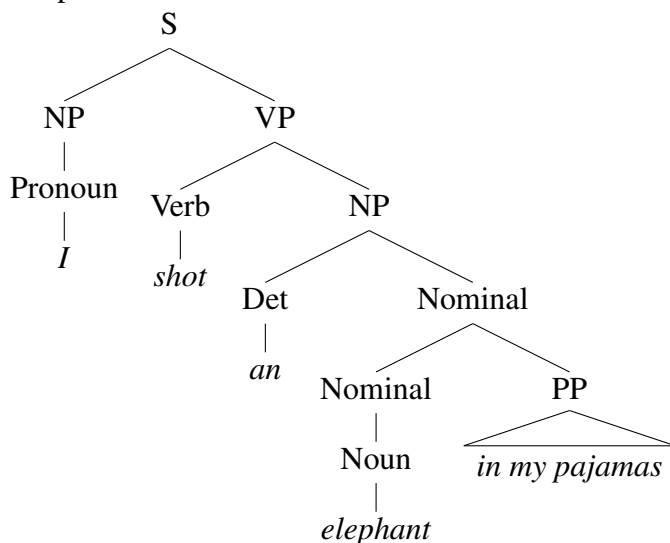 S
NP VP
Pronoun Verb NP
I shot Det Nominal
an Nominal PP
Noun in my pajamas
elephant